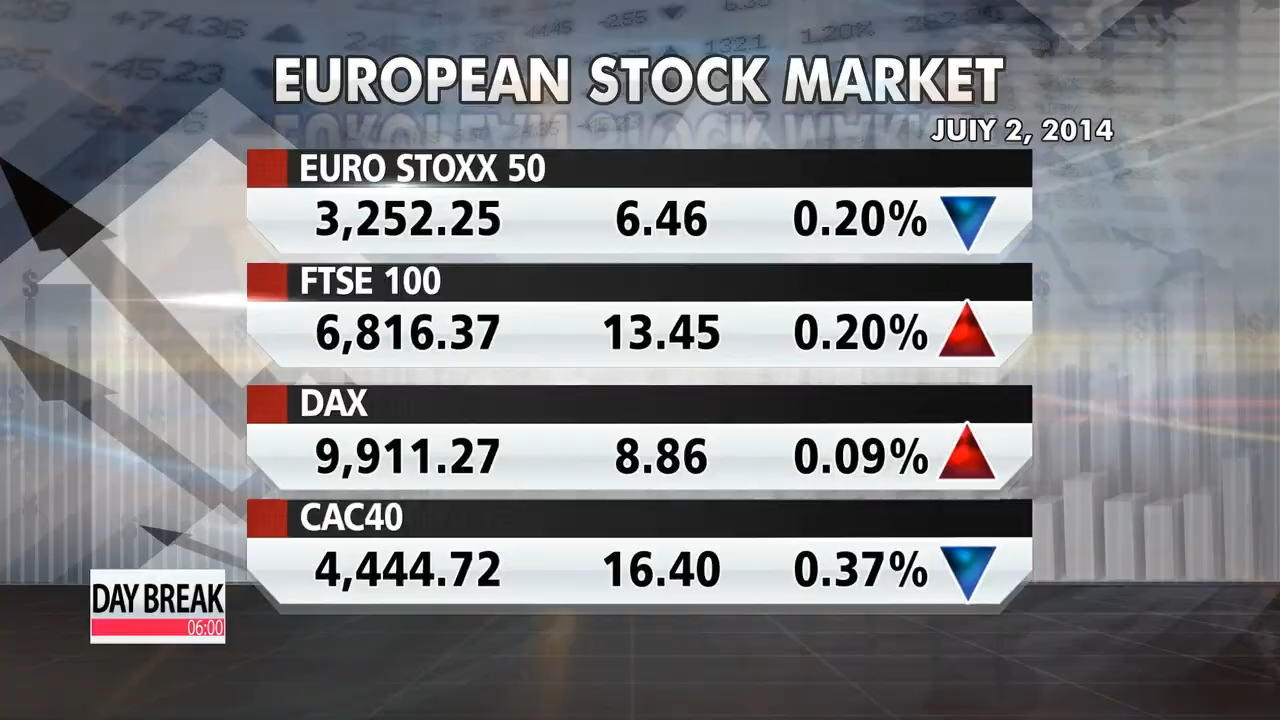 EUROPEAN STOCK MARKET
JUIY 2, 2014
EURO STOXX 50
3,252.25 6.46 0.20%
FTSE 100
6,816.37 13.45 0.20%
DAX
9,911.27 8.86 0.09%
CAC40
4,444.72 16.40 0.37%
DAY BREAK
06:00